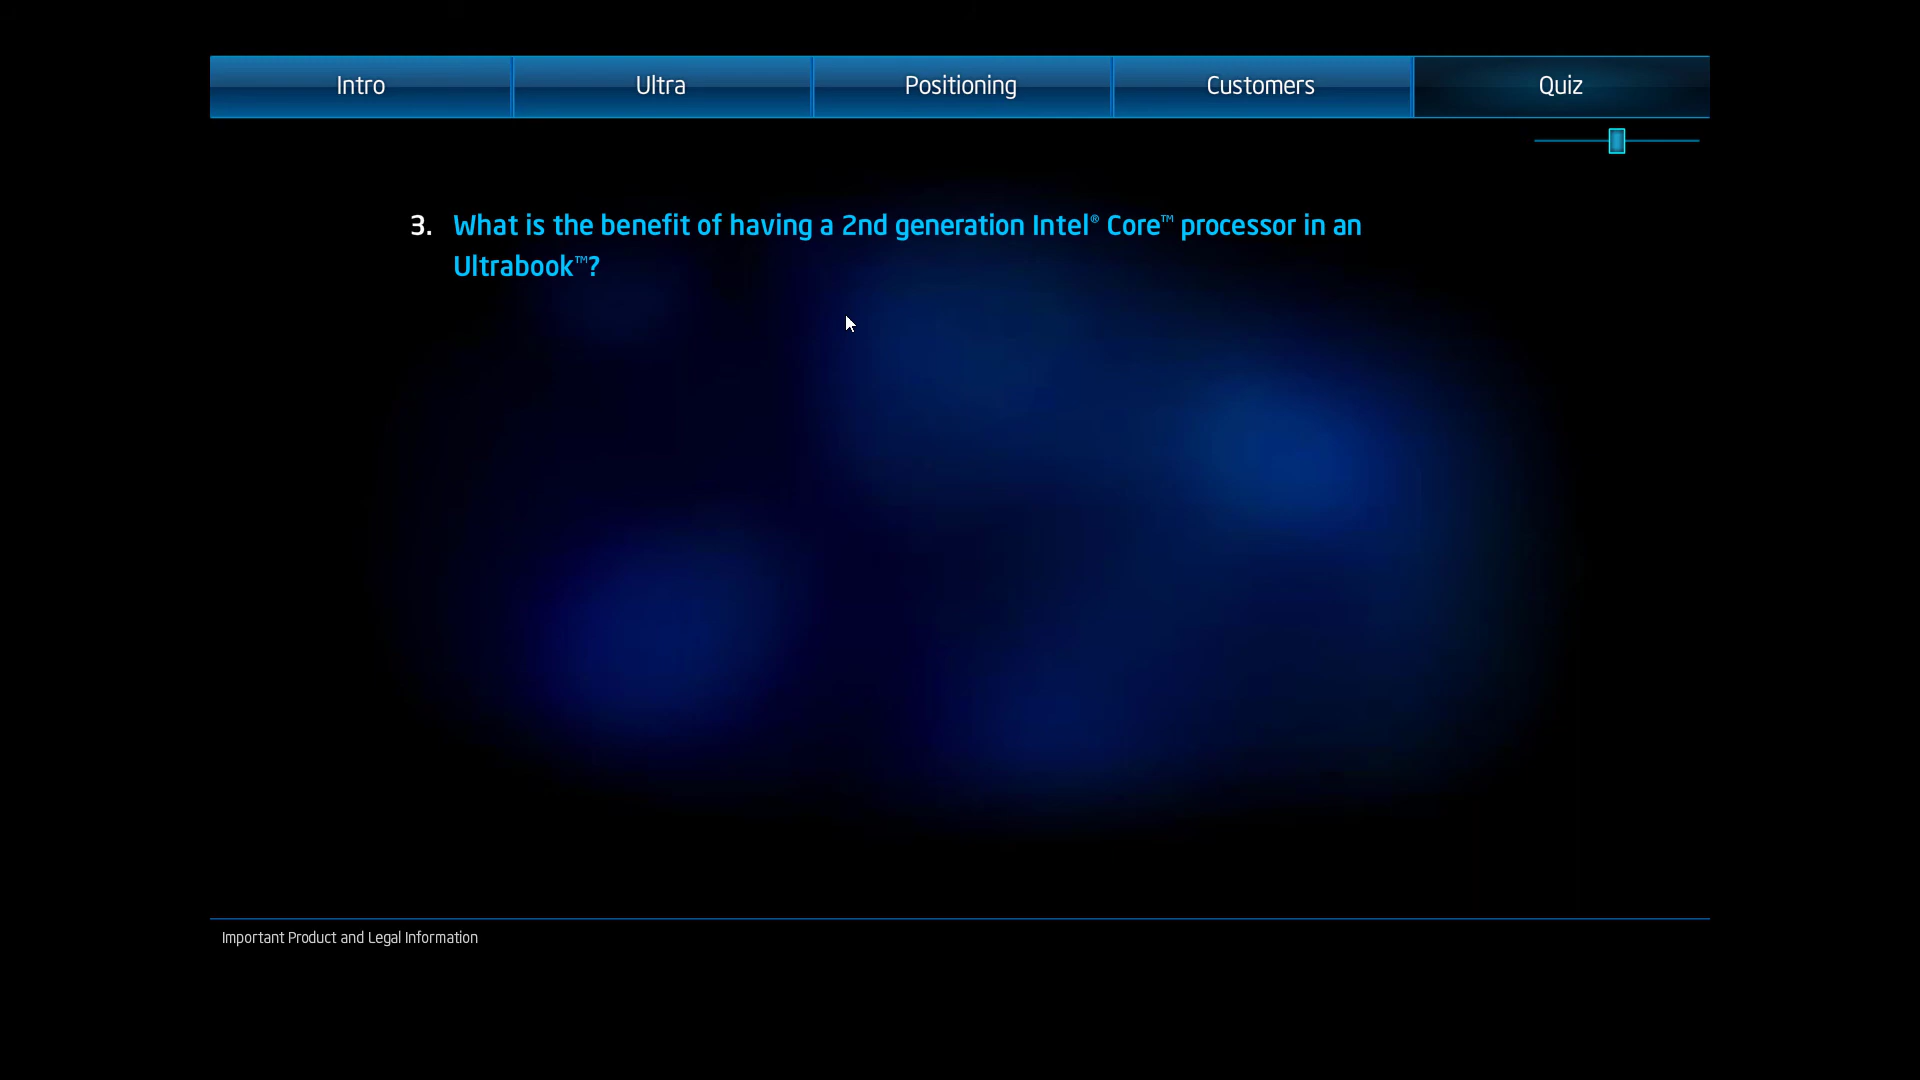 Intro
Ultra
Positioning
Customers
Quiz
3. What is the benefit of having a 2nd generation Intel® Core™ processor in an
Ultrabook™?
Important Product and Legal Information